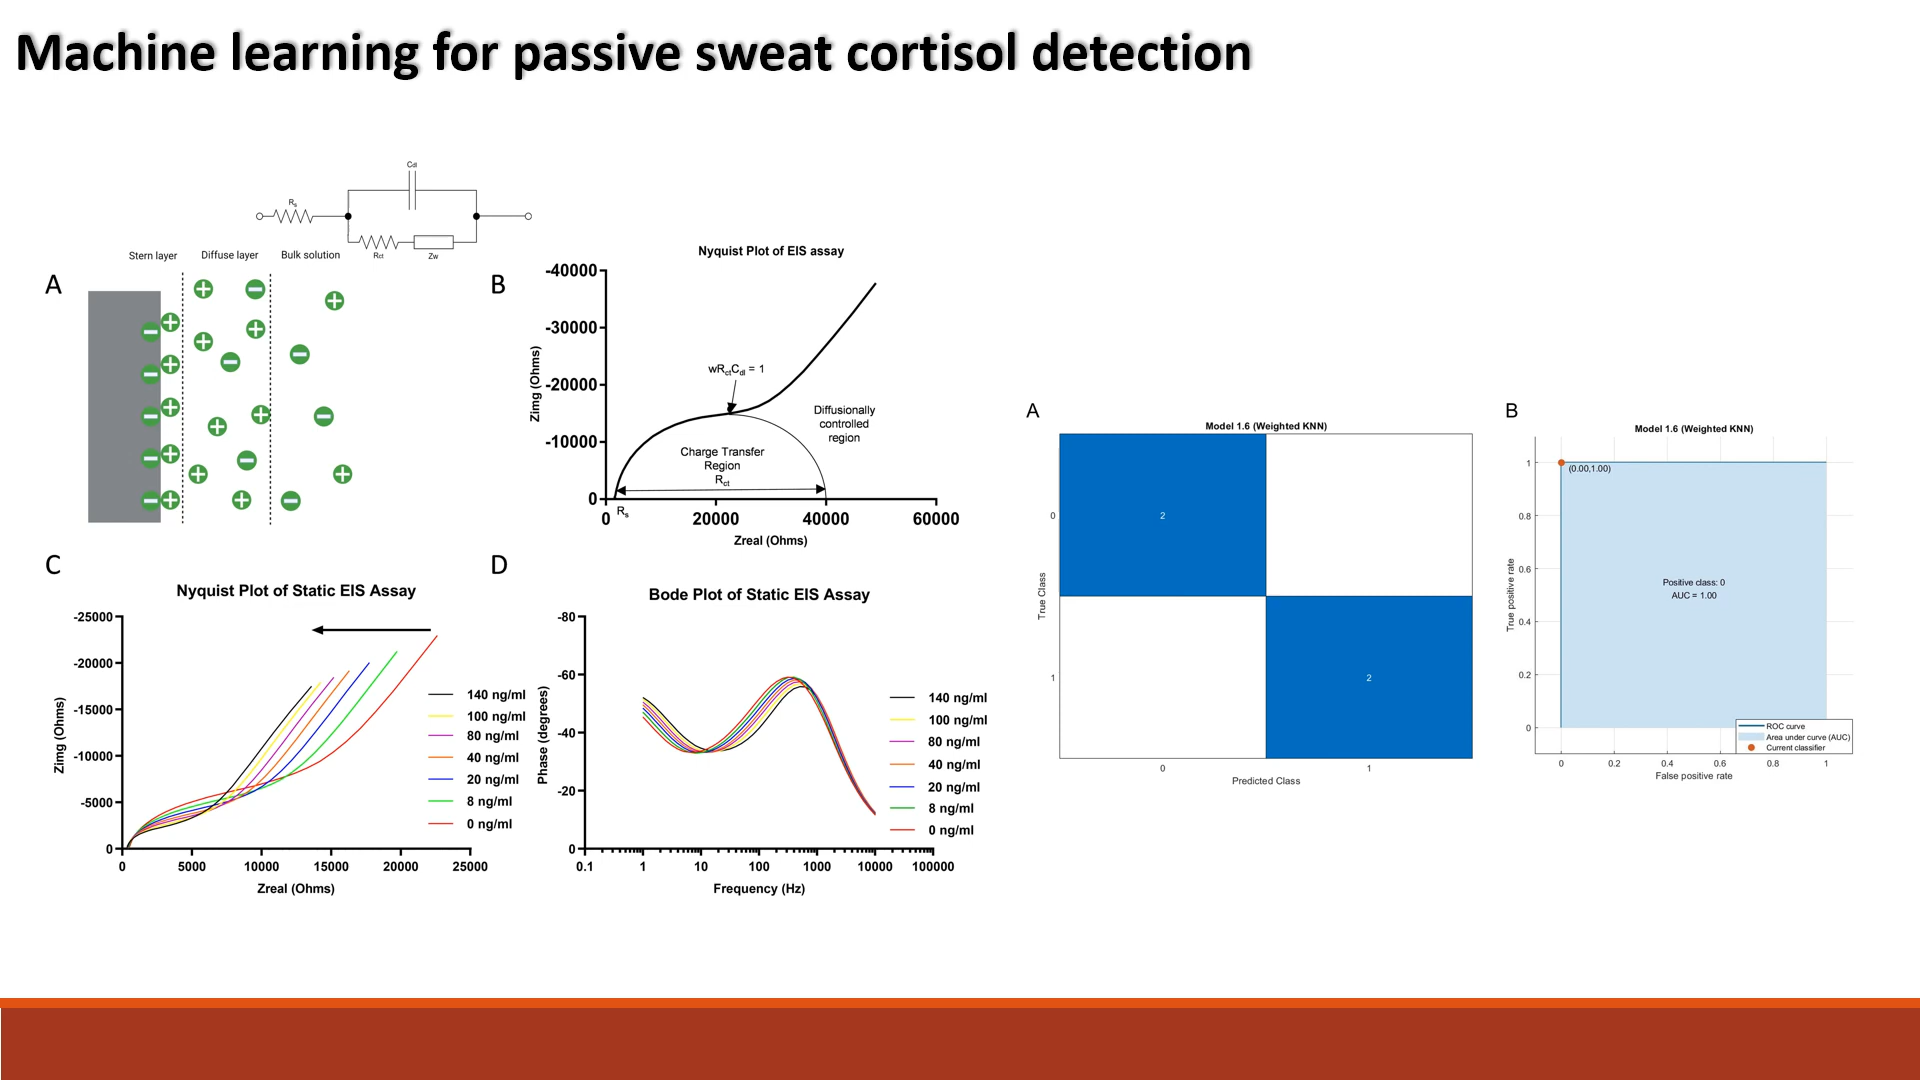 Machine learning for passive sweat cortisol detection
Cdl
Rs
Rct
Zw
Stern layer
Diffuse layer
Bulk solution
A
B
Nyquist Plot of EIS assay
-40000
-30000
-20000
-10000
0
Zimg (Ohms)
wRctCdl = 1
Diffusionally
controlled
region
Charge Transfer
Region
Rct
Rs
0
20000
40000
60000
Zreal (Ohms)
C
Nyquist Plot of Static EIS Assay
-25000
-20000
-15000
-10000
-5000
0
Zimg (Ohms)
140 ng/ml
100 ng/ml
80 ng/ml
40 ng/ml
20 ng/ml
8 ng/ml
0 ng/ml
0
5000
10000
15000
20000
25000
Zreal (Ohms)
D
Bode Plot of Static EIS Assay
-80
-60
-40
-20
0
Phase (degrees)
140 ng/ml
100 ng/ml
80 ng/ml
40 ng/ml
20 ng/ml
8 ng/ml
0 ng/ml
0.1
1
10
100
1000
10000
100000
Frequency (Hz)
A
Model 1.6 (Weighted KNN)
0
2
1
2
True Class
0
1
Predicted Class
B
Model 1.6 (Weighted KNN)
1
0.8
0.6
0.4
0.2
0
True positive rate
(0.00,1.00)
Positive class: 0
AUC = 1.00
ROC curve
Area under curve (AUC)
Current classifier
0
0.2
0.4
0.6
0.8
1
False positive rate